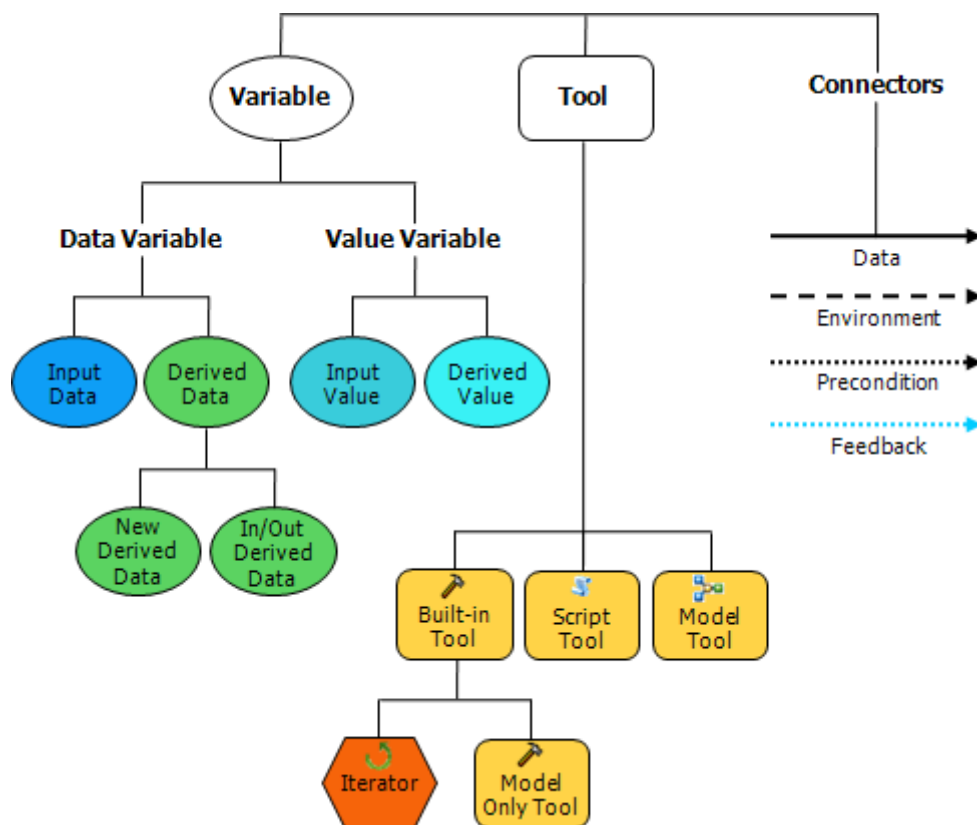 Variable
Tool
Connectors
Data Variable
Value Variable
Data
Environment
Precondition
Feedback
Input
Data
Derived
Data
Input
Value
Derived
Value
New
Derived
Data
In/Out
Derived
Data
Built-in
Tool
Script
Tool
Model
Tool
Iterator
Model
Only Tool